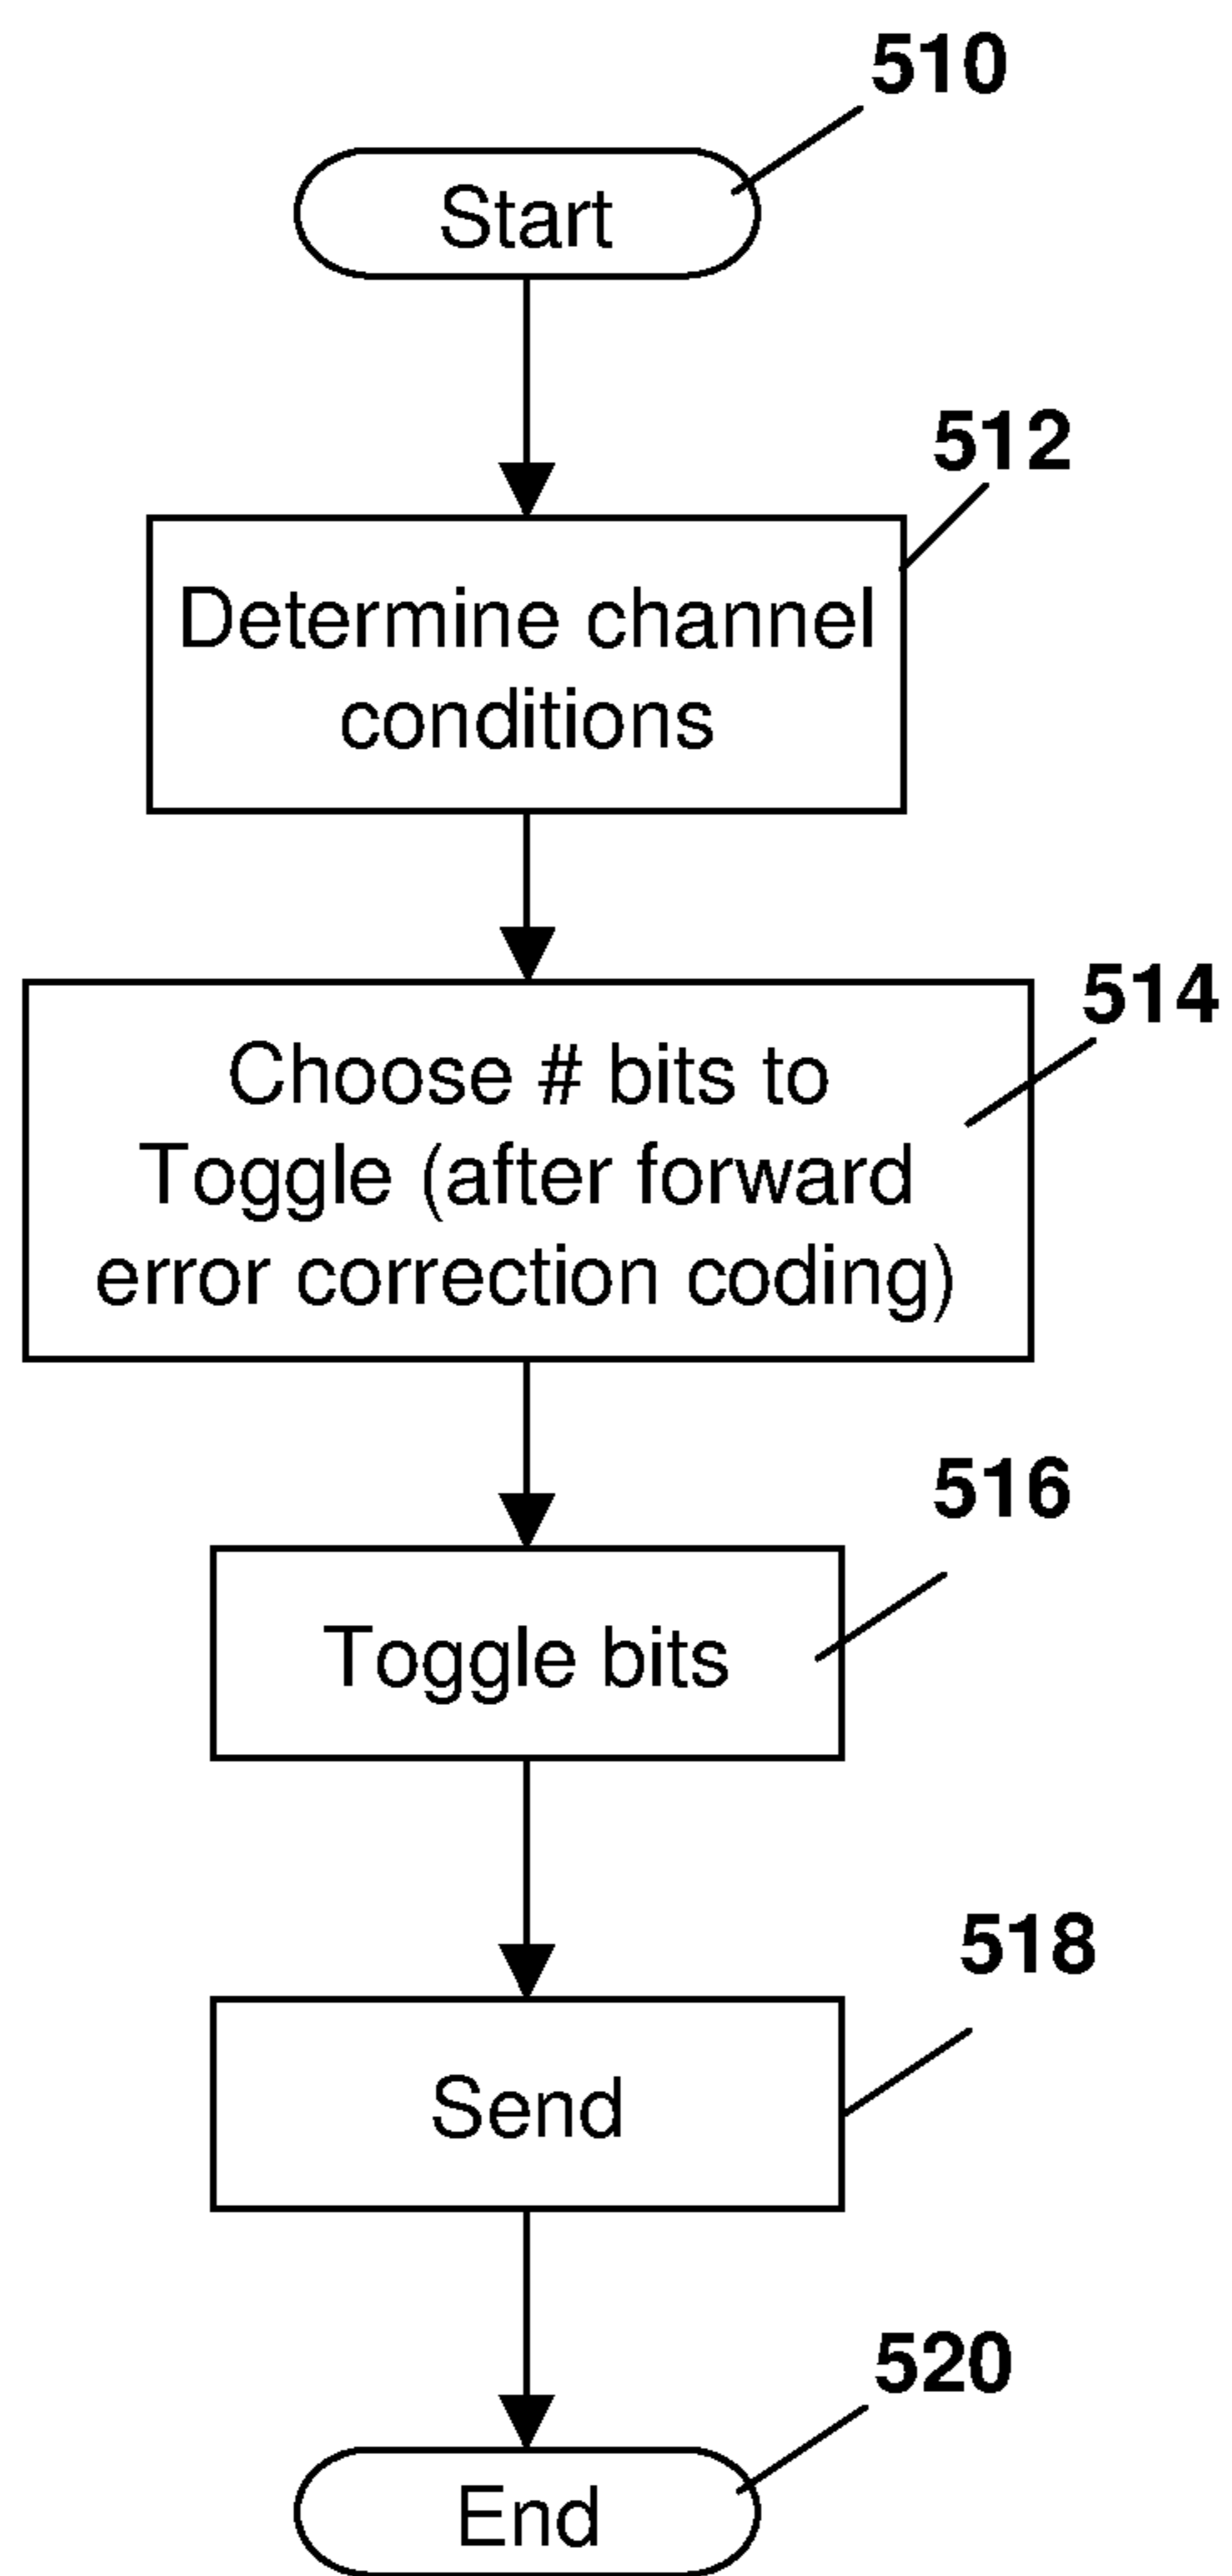 510
Start
512
Determine channel
conditions
514
Choose # bits to
Toggle (after forward
error correction coding)
516
Toggle bits
518
Send
520
End